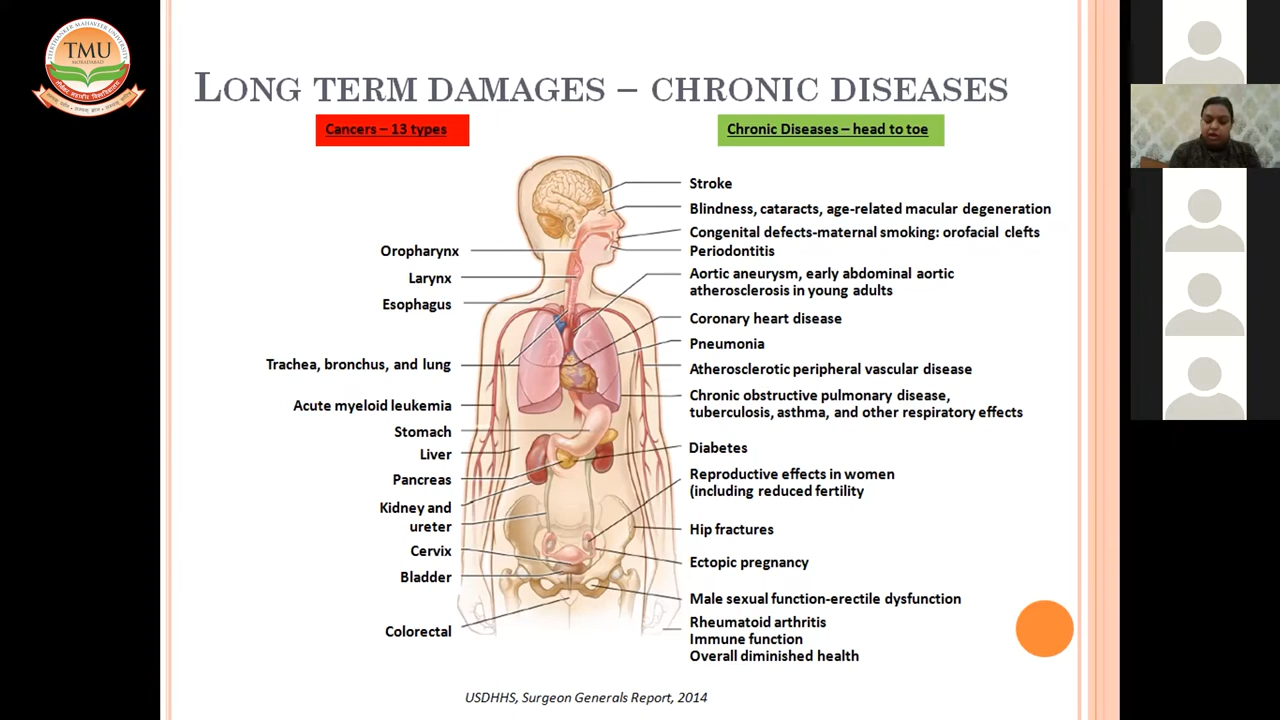 TEERTHANKER MAHAVEER UNIVERSITY
TMU
MORADABAD
LONG TERM DAMAGES – CHRONIC DISEASES
Cancers – 13 types
Chronic Diseases – head to toe
Oropharynx
Larynx
Esophagus
Trachea, bronchus, and lung
Acute myeloid leukemia
Stomach
Liver
Pancreas
Kidney and
ureter
Cervix
Bladder
Colorectal
Stroke
Blindness, cataracts, age-related macular degeneration
Congenital defects-maternal smoking: orofacial clefts
Periodontitis
Aortic aneurysm, early abdominal aortic
atherosclerosis in young adults
Coronary heart disease
Pneumonia
Atherosclerotic peripheral vascular disease
Chronic obstructive pulmonary disease,
tuberculosis, asthma, and other respiratory effects
Diabetes
Reproductive effects in women
(including reduced fertility
Hip fractures
Ectopic pregnancy
Male sexual function-erectile dysfunction
Rheumatoid arthritis
Immune function
Overall diminished health
USDHHS, Surgeon Generals Report, 2014